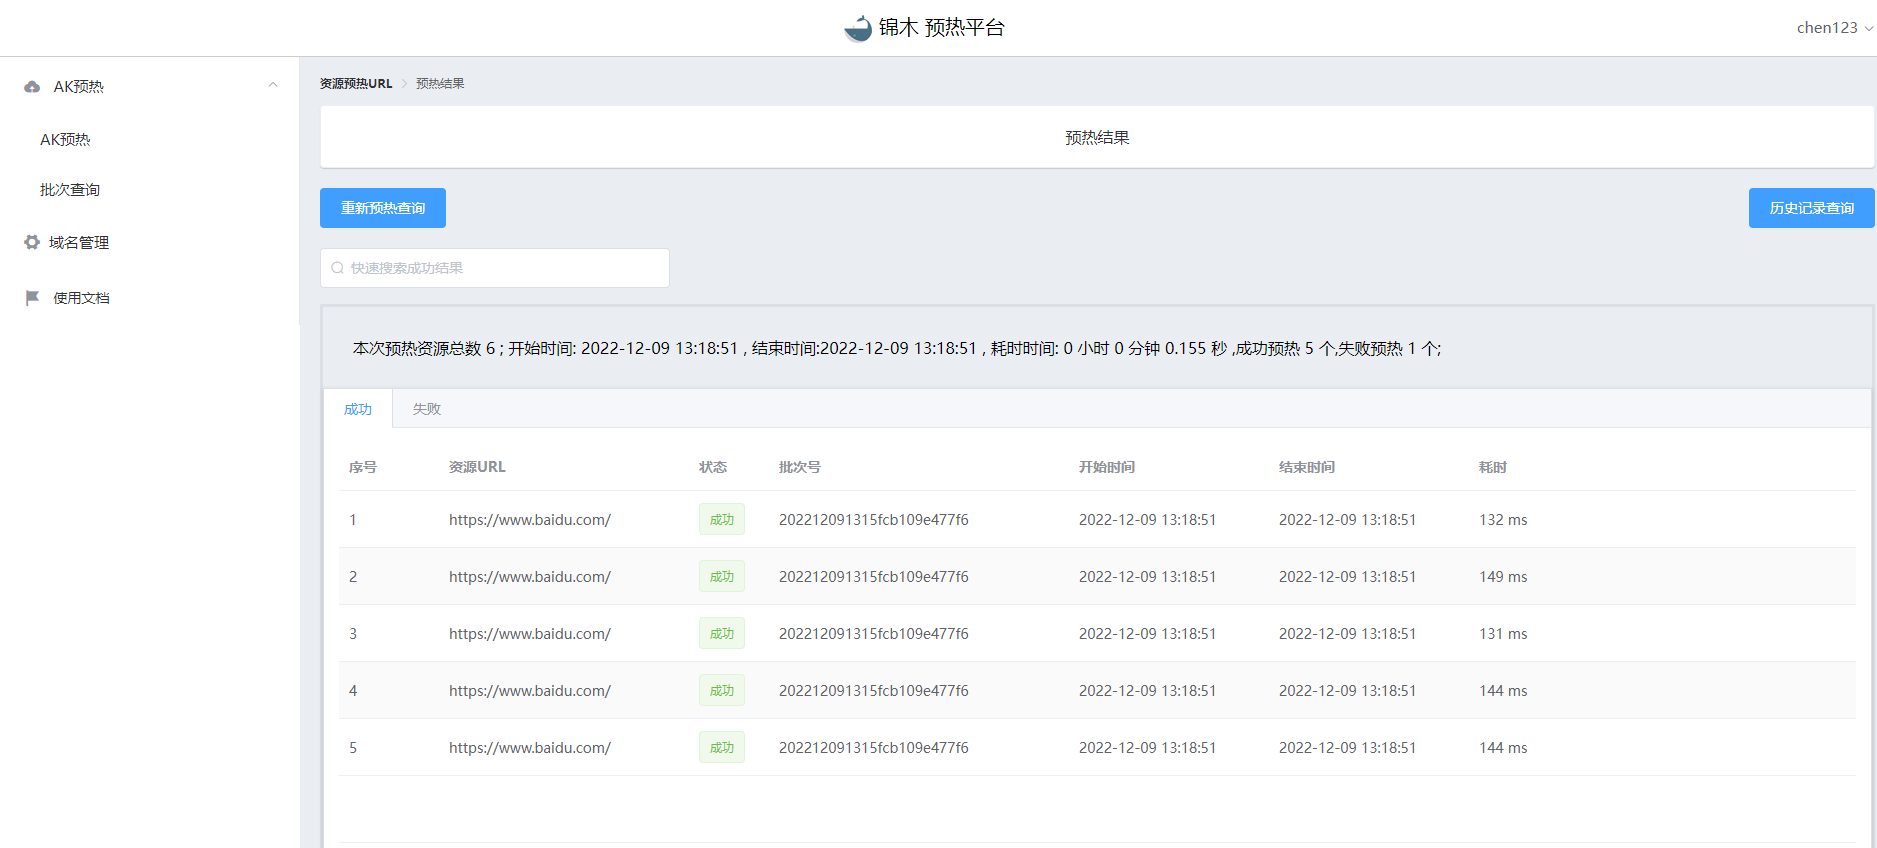 锦木 预热平台
chen123
AK预热
AK预热
批次查询
域名管理
使用文档
资源预热URL 预热结果
预热结果
重新预热查询 历史记录查询
快速搜索成功结果
本次预热资源总数 6 ; 开始时间: 2022-12-09 13:18:51 , 结束时间:2022-12-09 13:18:51 , 耗时时间: 0 小时 0 分钟 0.155 秒 ,成功预热 5 个,失败预热 1 个;
成功 失败
序号 资源URL 状态 批次号 开始时间 结束时间 耗时
1 https://www.baidu.com/ 成功 202212091315fcb109e477f6 2022-12-09 13:18:51 2022-12-09 13:18:51 132 ms
2 https://www.baidu.com/ 成功 202212091315fcb109e477f6 2022-12-09 13:18:51 2022-12-09 13:18:51 149 ms
3 https://www.baidu.com/ 成功 202212091315fcb109e477f6 2022-12-09 13:18:51 2022-12-09 13:18:51 131 ms
4 https://www.baidu.com/ 成功 202212091315fcb109e477f6 2022-12-09 13:18:51 2022-12-09 13:18:51 144 ms
5 https://www.baidu.com/ 成功 202212091315fcb109e477f6 2022-12-09 13:18:51 2022-12-09 13:18:51 144 ms